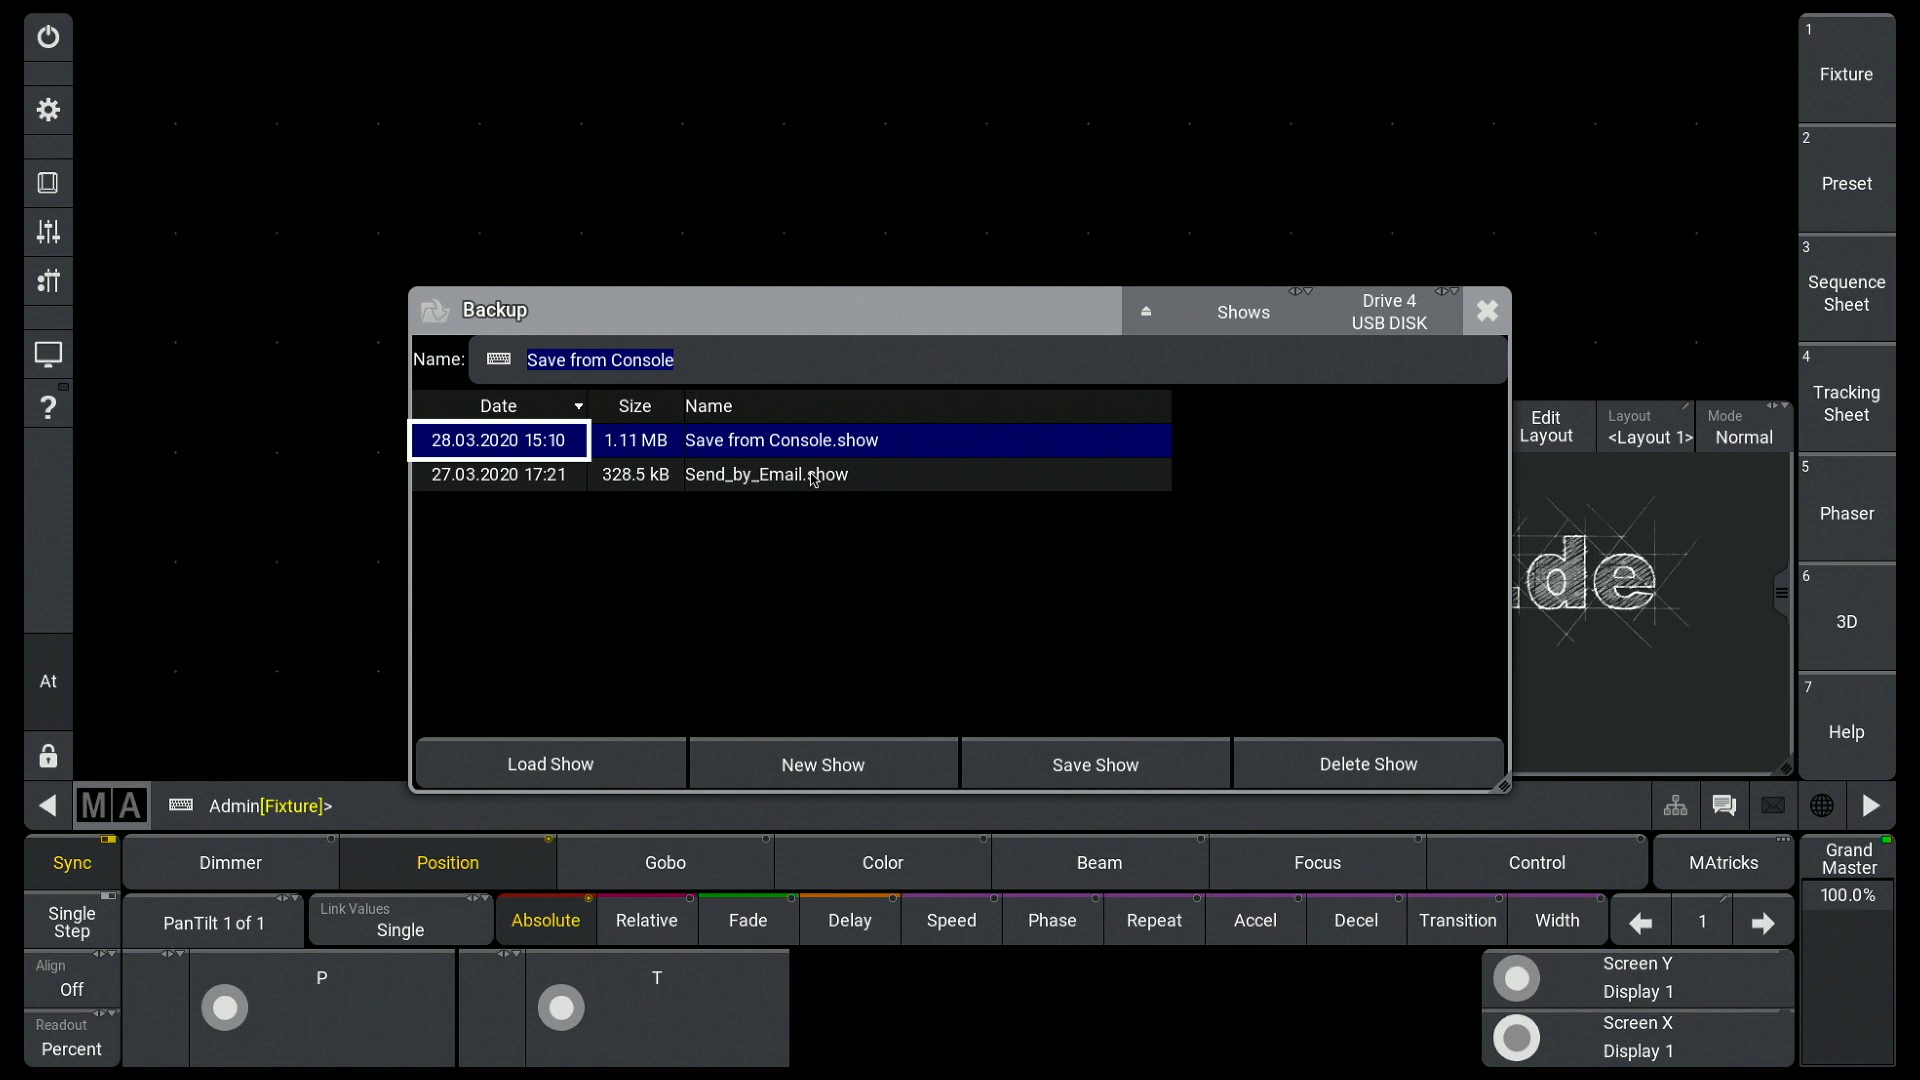 1
Fixture
2
Preset
3
Sequence
Sheet
4
Tracking
Sheet
5
Phaser
6
3D
7
Help
Backup
Shows
Drive 4
USB DISK
Name: Save from Console
Date Size Name
28.03.2020 15:10 1.11 MB Save from Console.show
27.03.2020 17:21 328.5 kB Send_by_Email.show
Load Show New Show Save Show Delete Show
Edit
Layout
Layout
<Layout 1>
Mode
Normal
de
?
At
MA Admin[Fixture]>
Sync Dimmer Position Gobo Color Beam Focus Control MAtricks
Grand
Master
100.0%
Single
Step
PanTilt 1 of 1
Link Values
Single
Absolute Relative Fade Delay Speed Phase Repeat Accel Decel Transition Width 1
Align
Off
P T
Screen Y
Display 1
Readout
Percent
Screen X
Display 1